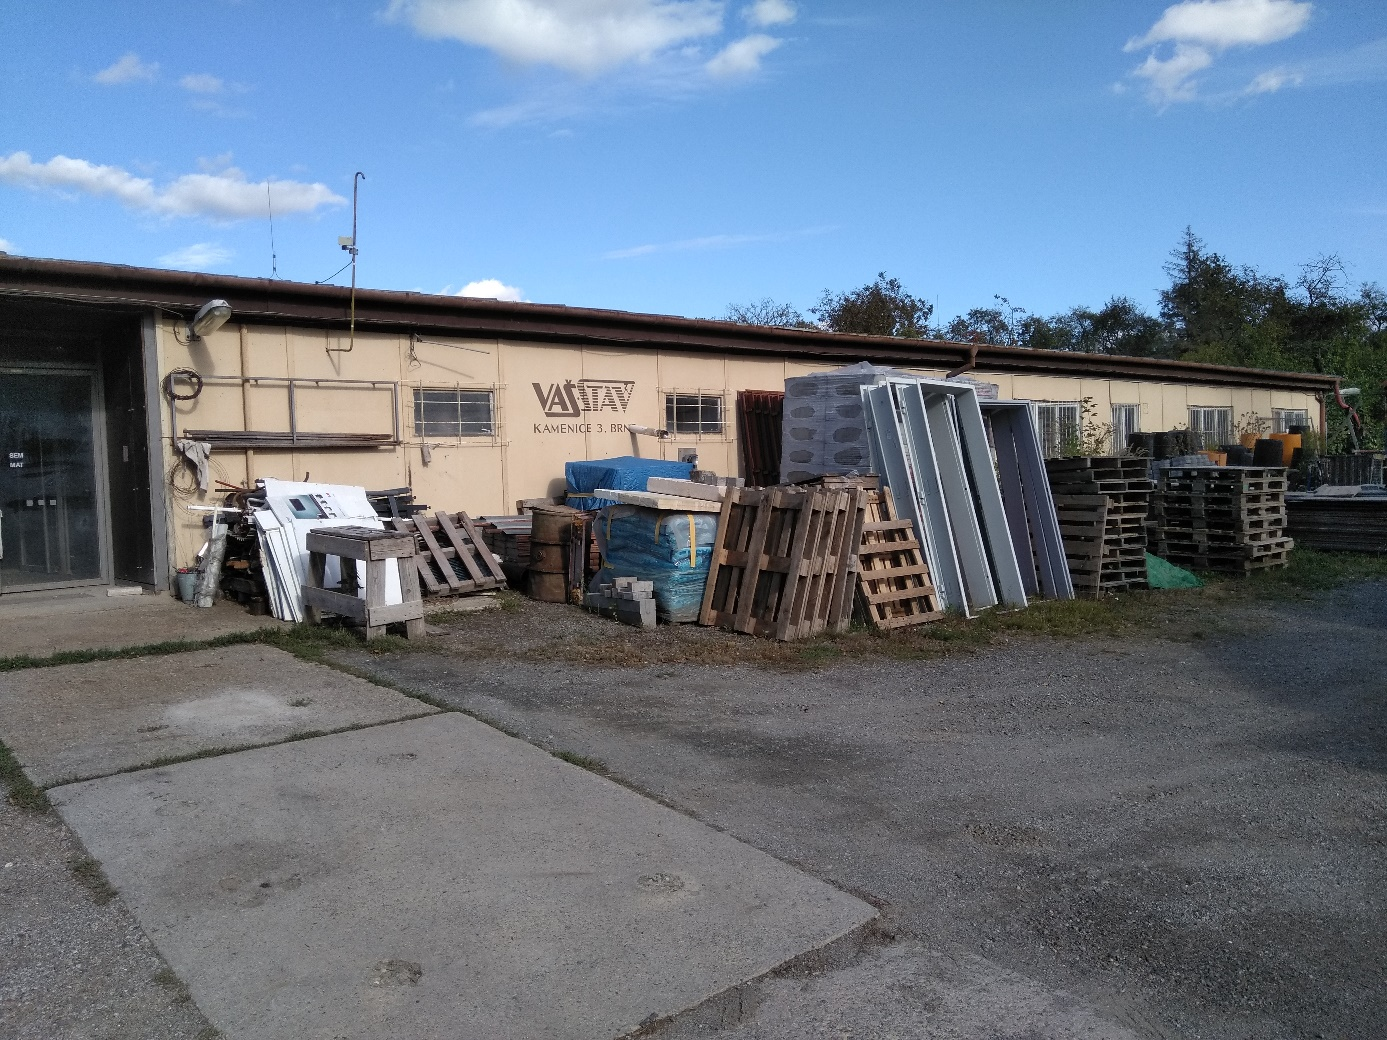 SEM
MAT
VAŠSTAV
KAMENICE 3, BRN